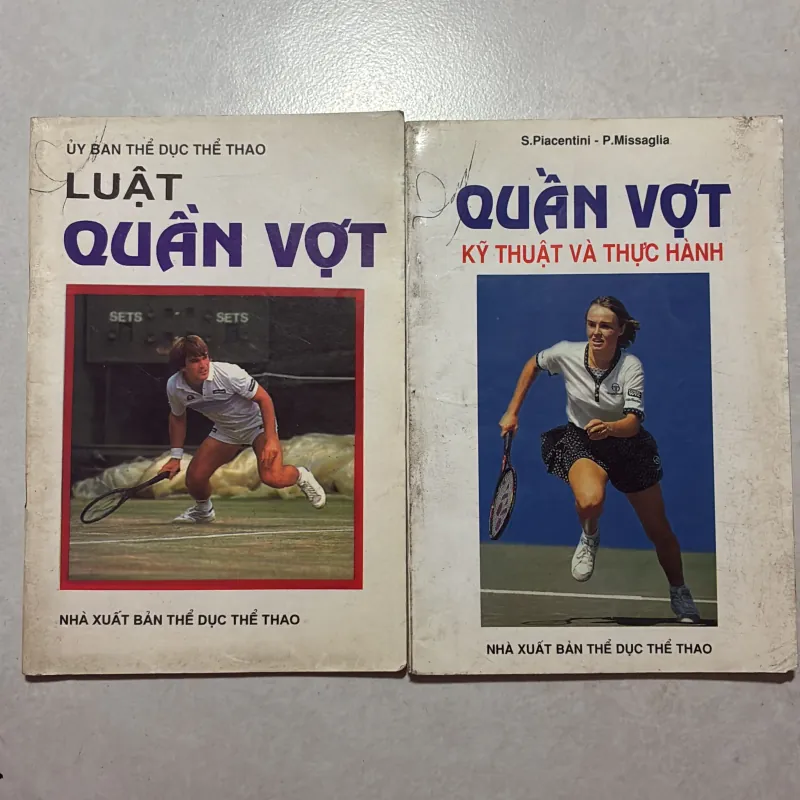 ỦY BAN THỂ DỤC THỂ THAO
LUẬT
QUẦN VỢT
SETS SETS
NHÀ XUẤT BẢN THỂ DỤC THỂ THAO
S.Piacentini - P.Missaglia
QUẦN VỢT
KỸ THUẬT VÀ THỰC HÀNH
NHÀ XUẤT BẢN THỂ DỤC THỂ THAO